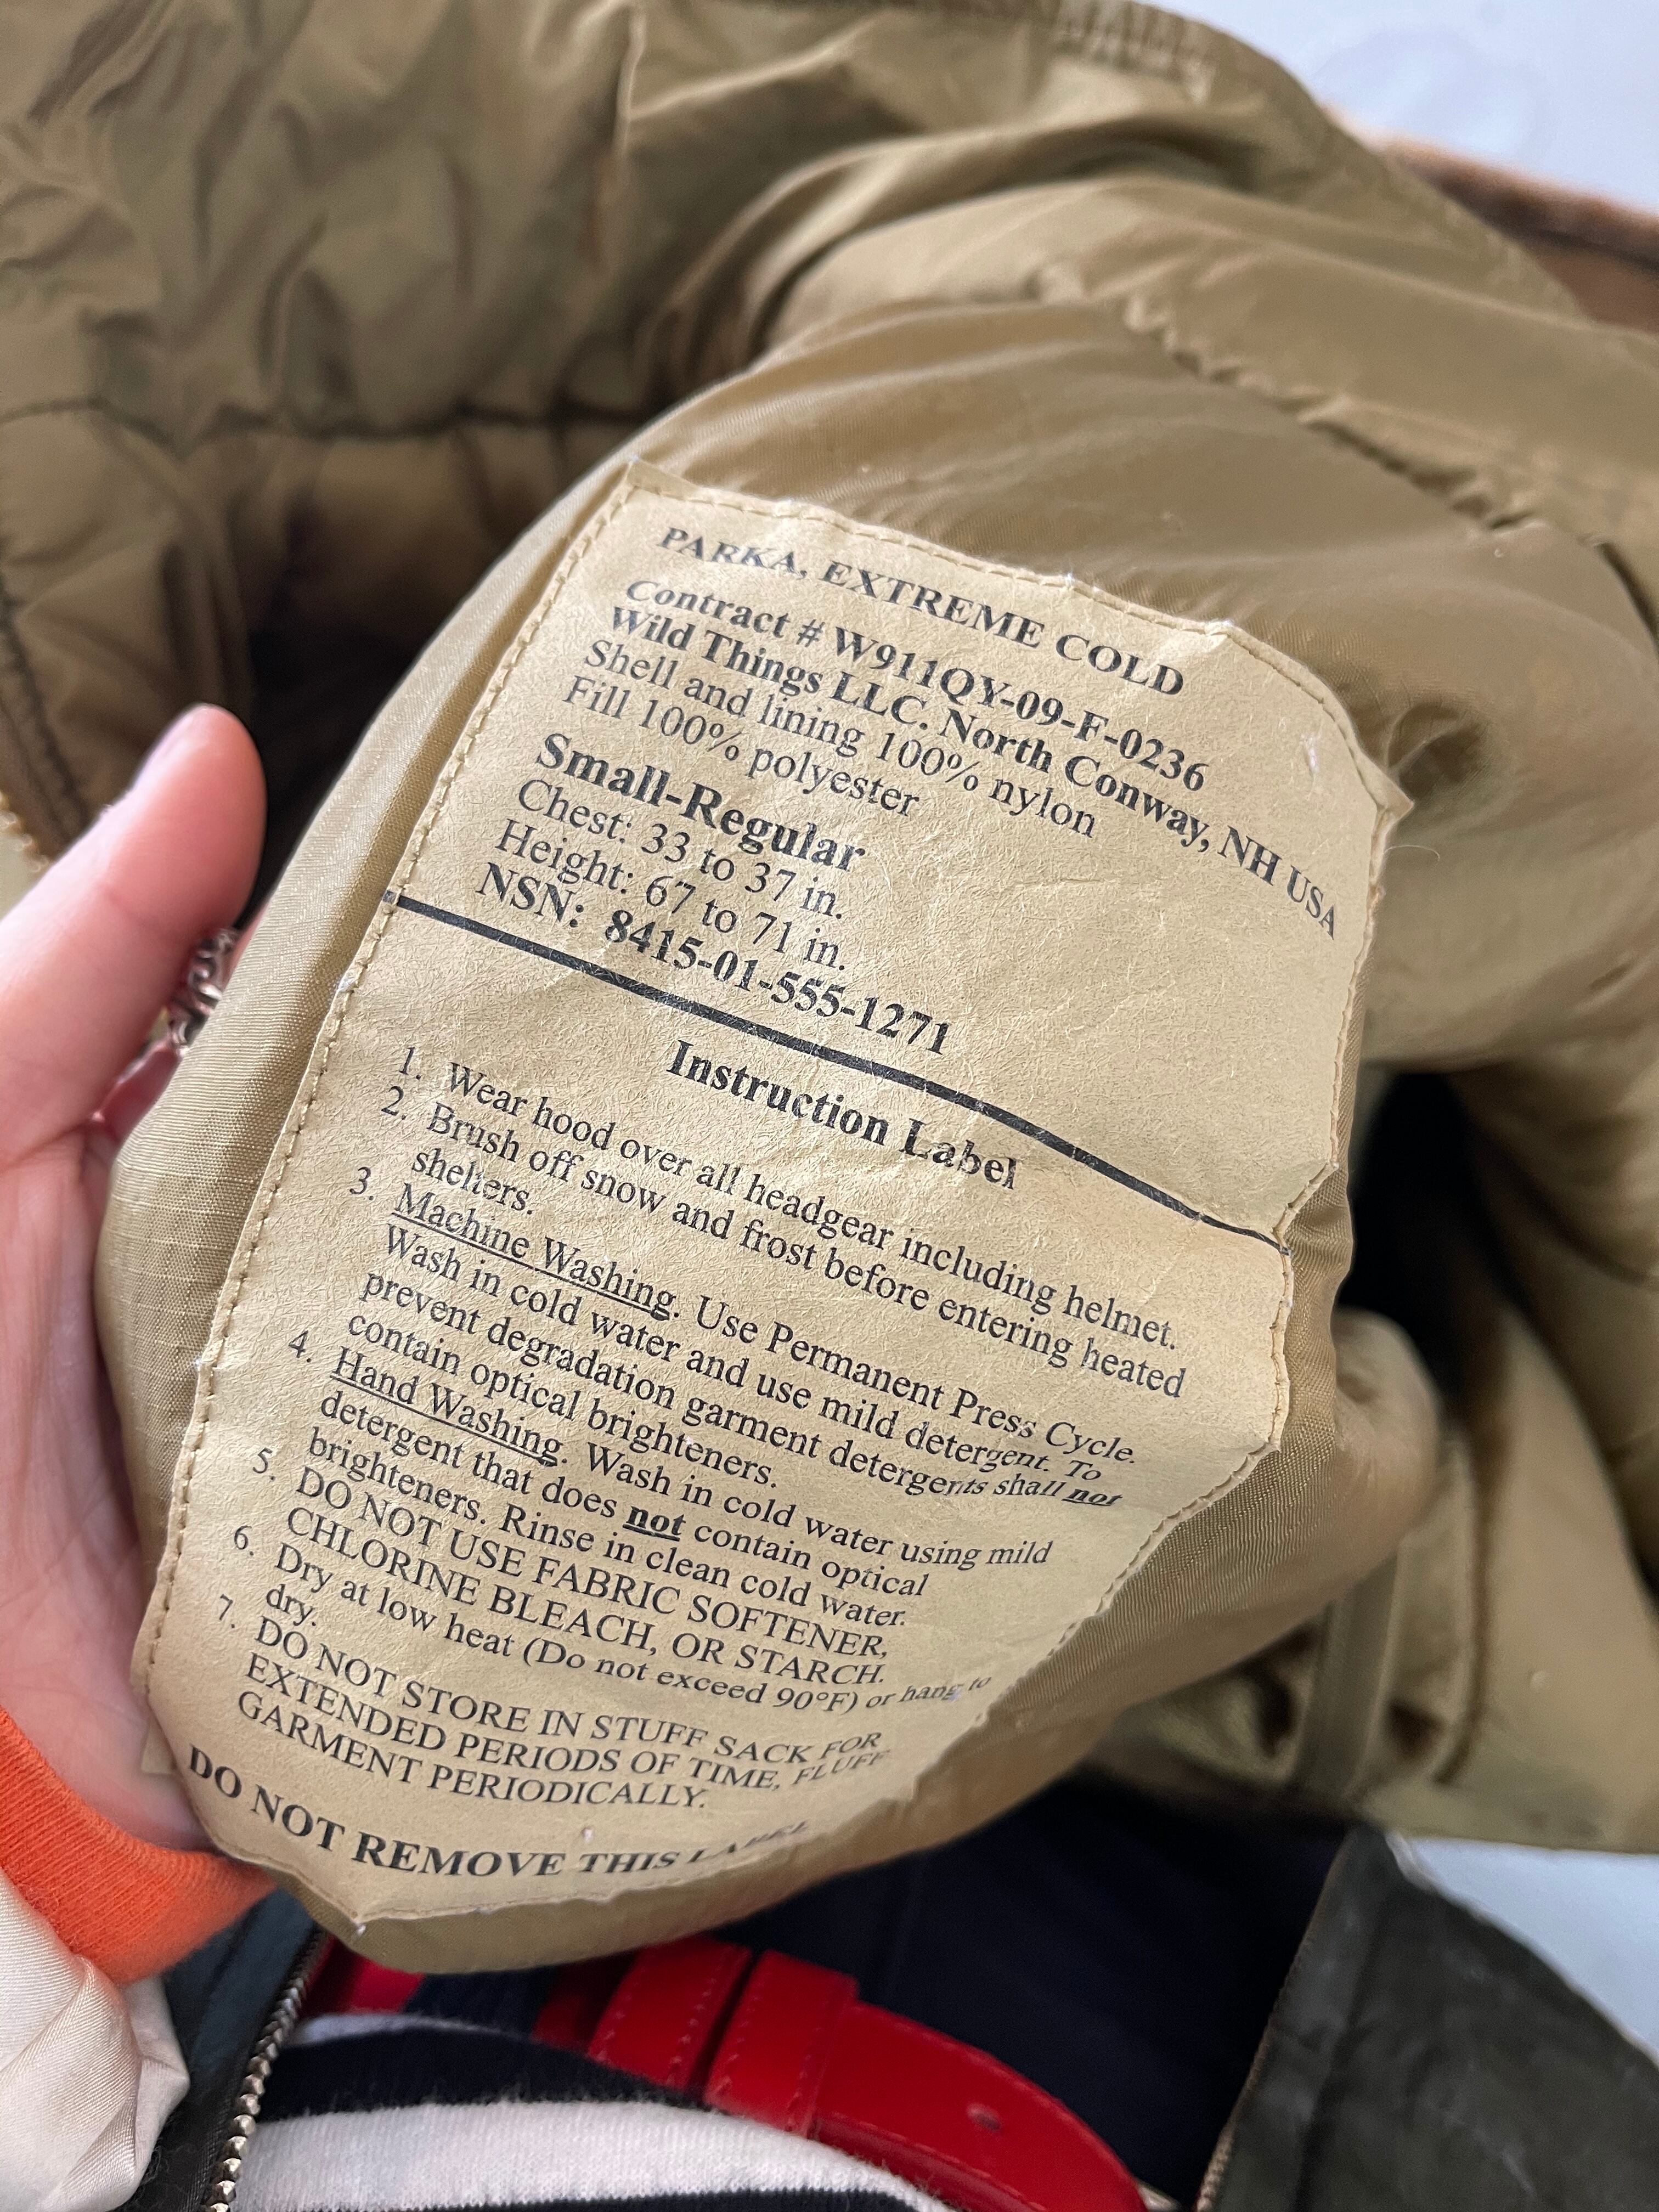 PARKA, EXTREME COLD
Contract # W911QY-09-F-0236
Wild Things LLC. North Conway, NH USA
Shell and lining 100% nylon
Fill 100% polyester
Small-Regular
Chest: 33 to 37 in.
Height: 67 to 71 in.
NSN: 8415-01-555-1271
Instruction Label
1. Wear hood over all headgear including helmet.
2. Brush off snow and frost before entering heated
shelters.
3. Machine Washing. Use Permanent Press Cycle.
Wash in cold water and use mild detergent. To
prevent degradation garment detergents shall not
contain optical brighteners.
4. Hand Washing. Wash in cold water using mild
detergent that does not contain optical
brighteners. Rinse in clean cold water.
5. DO NOT USE FABRIC SOFTENER,
CHLORINE BLEACH, OR STARCH.
6. Dry at low heat (Do not exceed 90°F) or hang to
dry.
7. DO NOT STORE IN STUFF SACK FOR
EXTENDED PERIODS OF TIME, FLUFF
GARMENT PERIODICALLY.
DO NOT REMOVE THIS LABEL